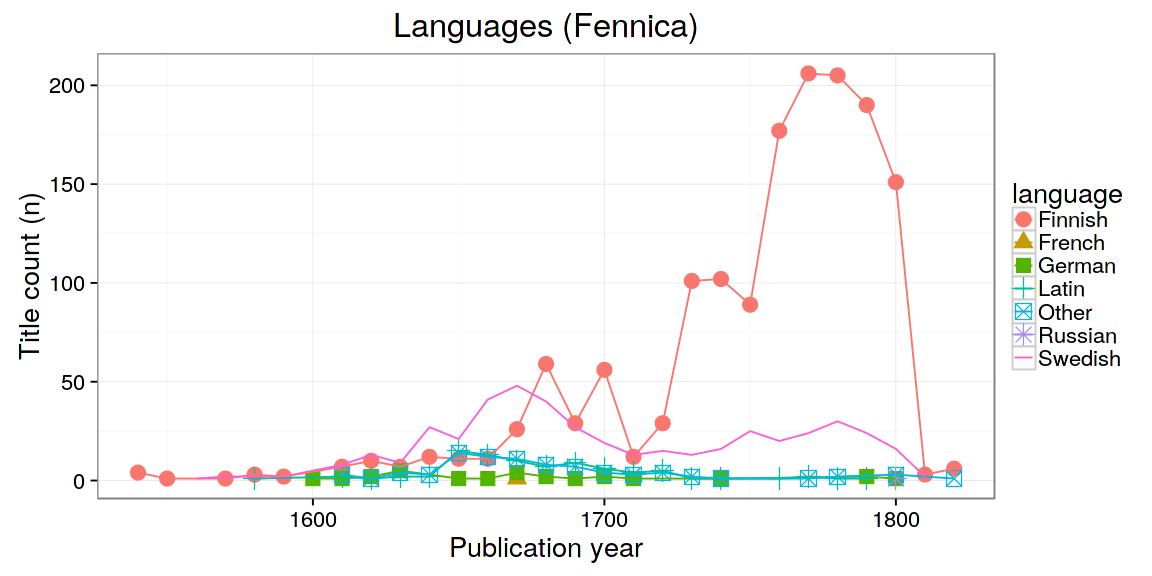 Languages (Fennica)
200
150
100
50
0
Title count (n)
1600
1700
1800
Publication year
language
Finnish
French
German
Latin
Other
Russian
Swedish